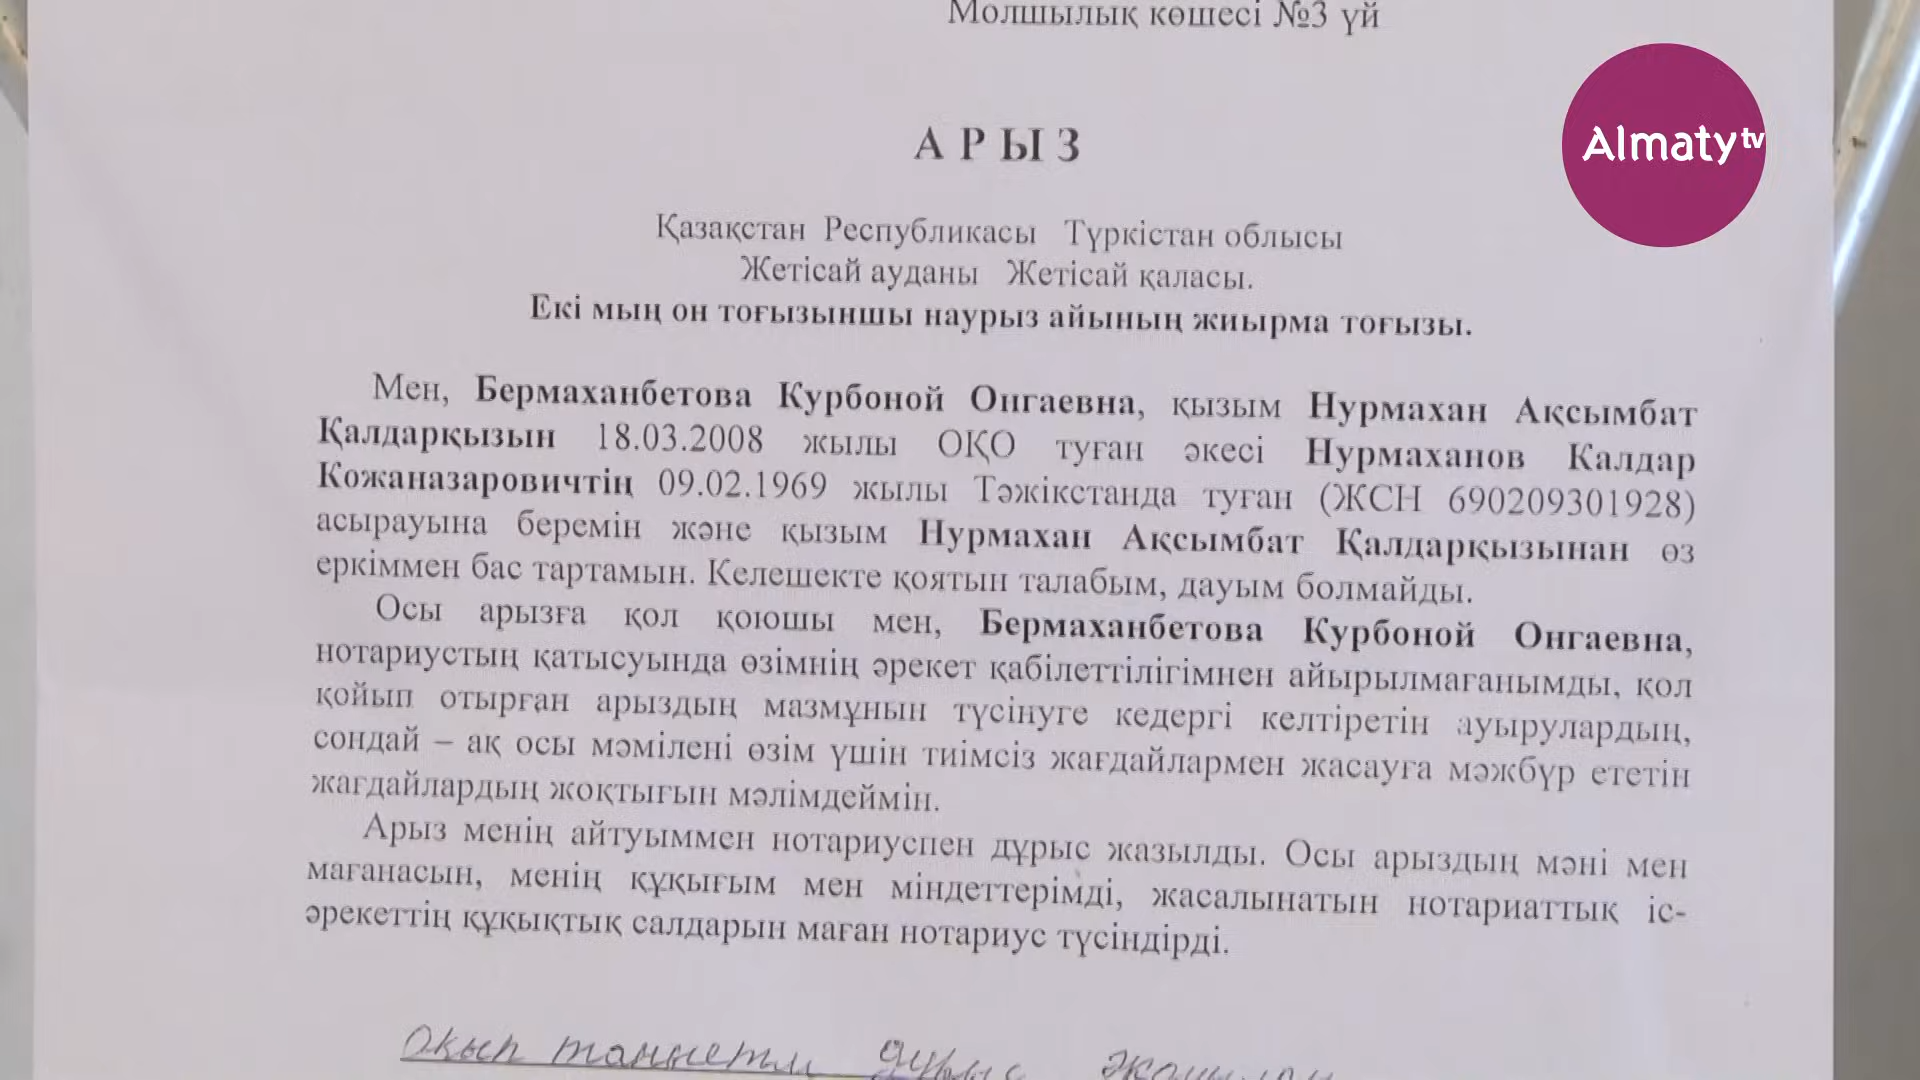 Молшылық көшесі №3 үй
Almaty tv
А Р Ы З
Қазақстан Республикасы Түркістан облысы
Жетісай ауданы Жетісай қаласы.
Екі мың он тоғызыншы наурыз айының жиырма тоғызы.
Мен, Бермаханбетова Курбоной Онгаевна, қызым Нурмахан Ақсымбат
Қалдарқызын 18.03.2008 жылы ОҚО туған әкесі Нурмаханов Калдар
Кожаназаровичтің 09.02.1969 жылы Тәжікстанда туған (ЖСН 690209301928)
асырауына беремін және қызым Нурмахан Ақсымбат Қалдарқызынан өз
еркіммен бас тартамын. Келешекте қоятын талабым, дауым болмайды.
Осы арызға қол қоюшы мен, Бермаханбетова Курбоной Онгаевна,
нотариустың қатысуында өзімнің әрекет қабілеттілігімнен айырылмағанымды, қол
қойып отырған арыздың мазмұнын түсінуге кедергі келтіретін ауырулардың,
сондай – ақ осы мәмілені өзім үшін тиімсіз жағдайлармен жасауға мәжбүр ететін
жағдайлардың жоқтығын мәлімдеймін.
Арыз менің айтуыммен нотариуспен дұрыс жазылды. Осы арыздың мәні мен
мағанасын, менің құқығым мен міндеттерімді, жасалынатын нотариаттық іс-
әрекеттің құқықтық салдарын маған нотариус түсіндірді.
Оқып